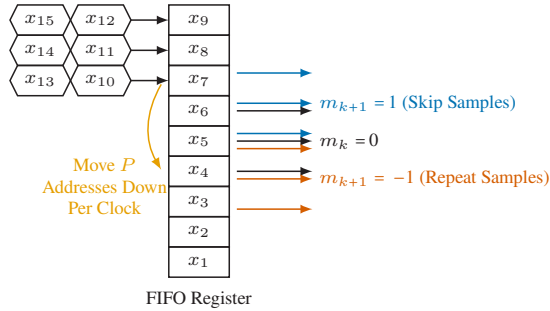 x15 x12 x9
x14 x11 x8
x13 x10 x7
x6
m_{k+1} = 1 (Skip Samples)
x5
m_k = 0
Move P
Addresses Down
Per Clock
x4
m_{k+1} = −1 (Repeat Samples)
x3
x2
x1
FIFO Register